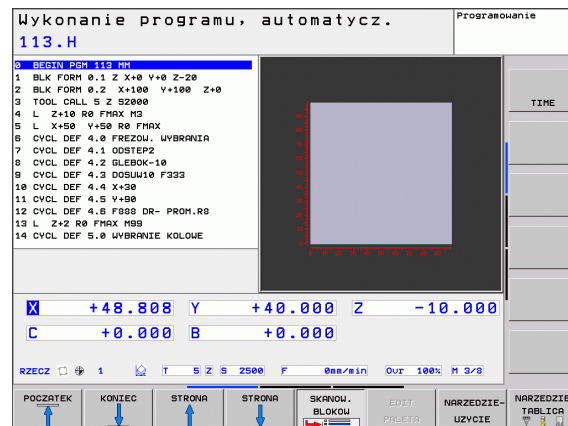 Wykonanie programu, automatycz.
Programowanie
113.H
0 BEGIN PGM 113 MM
1 BLK FORM 0.1 Z X+0 Y+0 Z-20
2 BLK FORM 0.2 X+100 Y+100 Z+0
3 TOOL CALL 5 Z S2000
4 L Z+10 R0 FMAX M3
5 L X+50 Y+50 R0 FMAX
6 CYCL DEF 4.0 FREZOW. WYBRANIA
7 CYCL DEF 4.1 ODSTEP2
8 CYCL DEF 4.2 GLEBOK-10
9 CYCL DEF 4.3 DOSUW10 F333
10 CYCL DEF 4.4 X+30
11 CYCL DEF 4.5 Y+90
12 CYCL DEF 4.6 F888 DR- PROM.R8
13 L Z+2 R0 FMAX M99
14 CYCL DEF 5.0 WYBRANIE KOLOWE
TIME
X +48.808 Y +40.000 Z -10.000
C +0.000 B +0.000
RZECZ 1 T 5 Z S 2500 F 0mm/min Ovr 100% M 3/8
POCZATEK
KONIEC
STRONA
STRONA
SKANOW.
BLOKOW
EDIT
PALETA
NARZEDZIE-
UZYCIE
NARZEDZIE
TABLICA